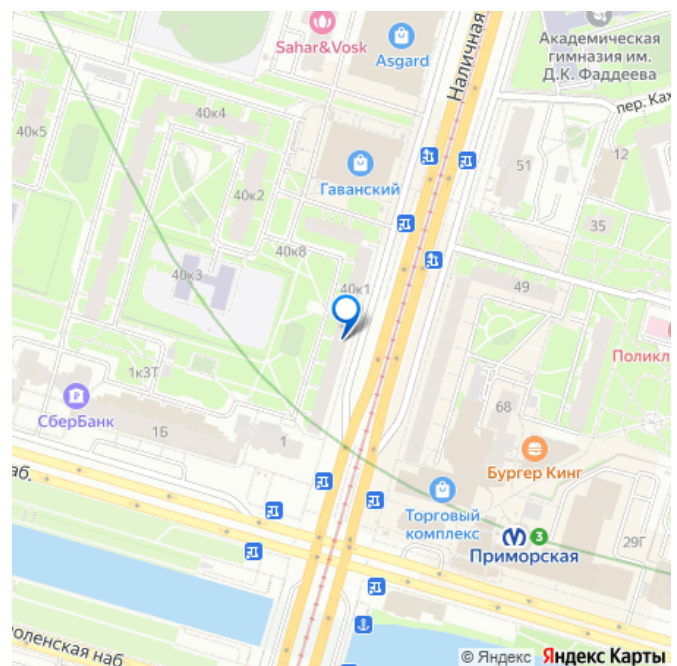 Sahar&Vosk
Asgard
Наличная
Академическая
гимназия им.
Д.К. Фаддеева
пер. Ках
40к4
40к5
51
12
Гаванский
40к2
35
40к8
40к3
40к1
49
Поликл
1к3Т
СберБанк
1Б
1
68
Бургер Кинг
аб.
Торговый
комплекс
3
Приморская
29Г
оленская наб
© Яндекс Яндекс Карты